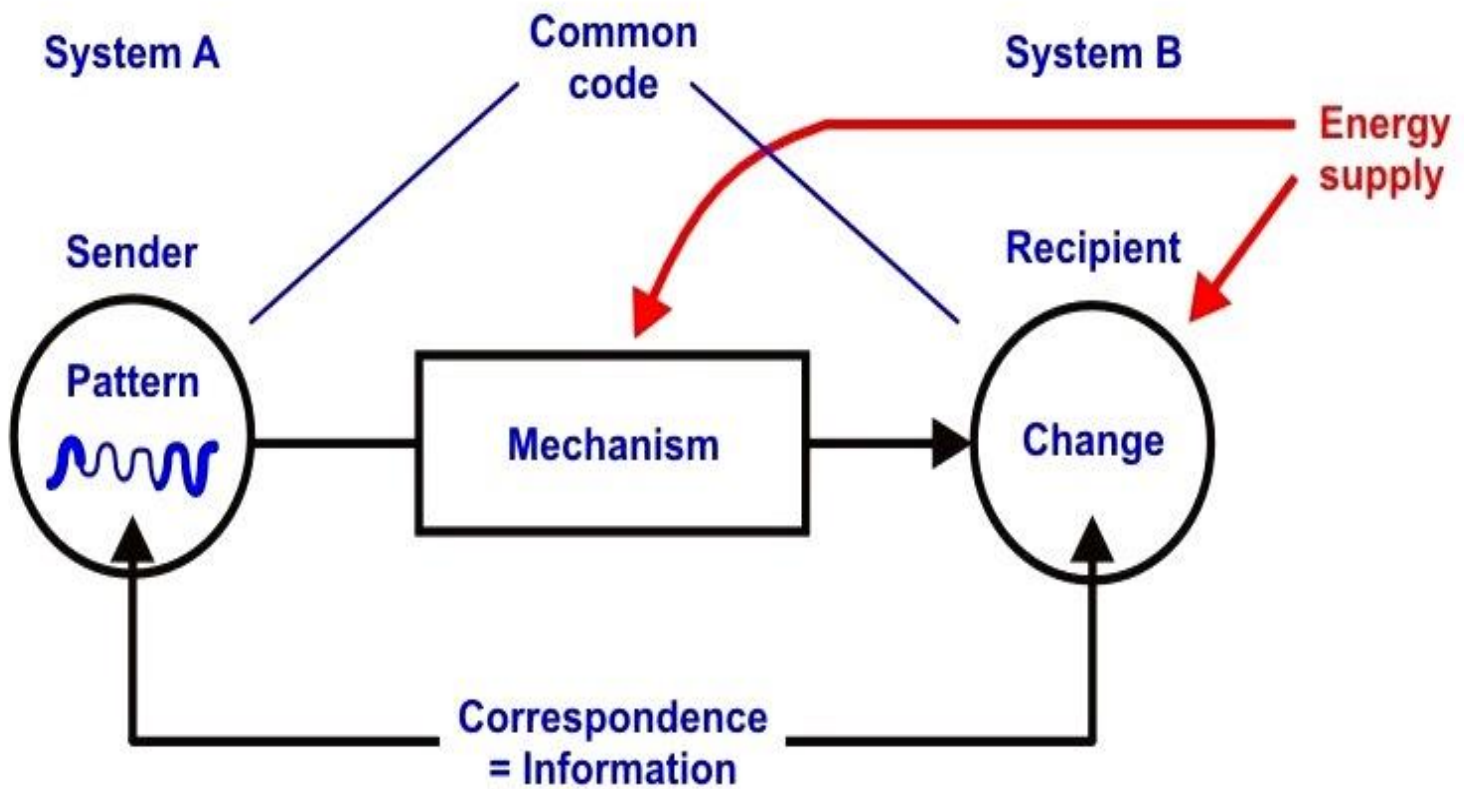 System A
Common
code
System B
Energy
supply
Sender
Recipient
Pattern
Mechanism
Change
Correspondence
= Information